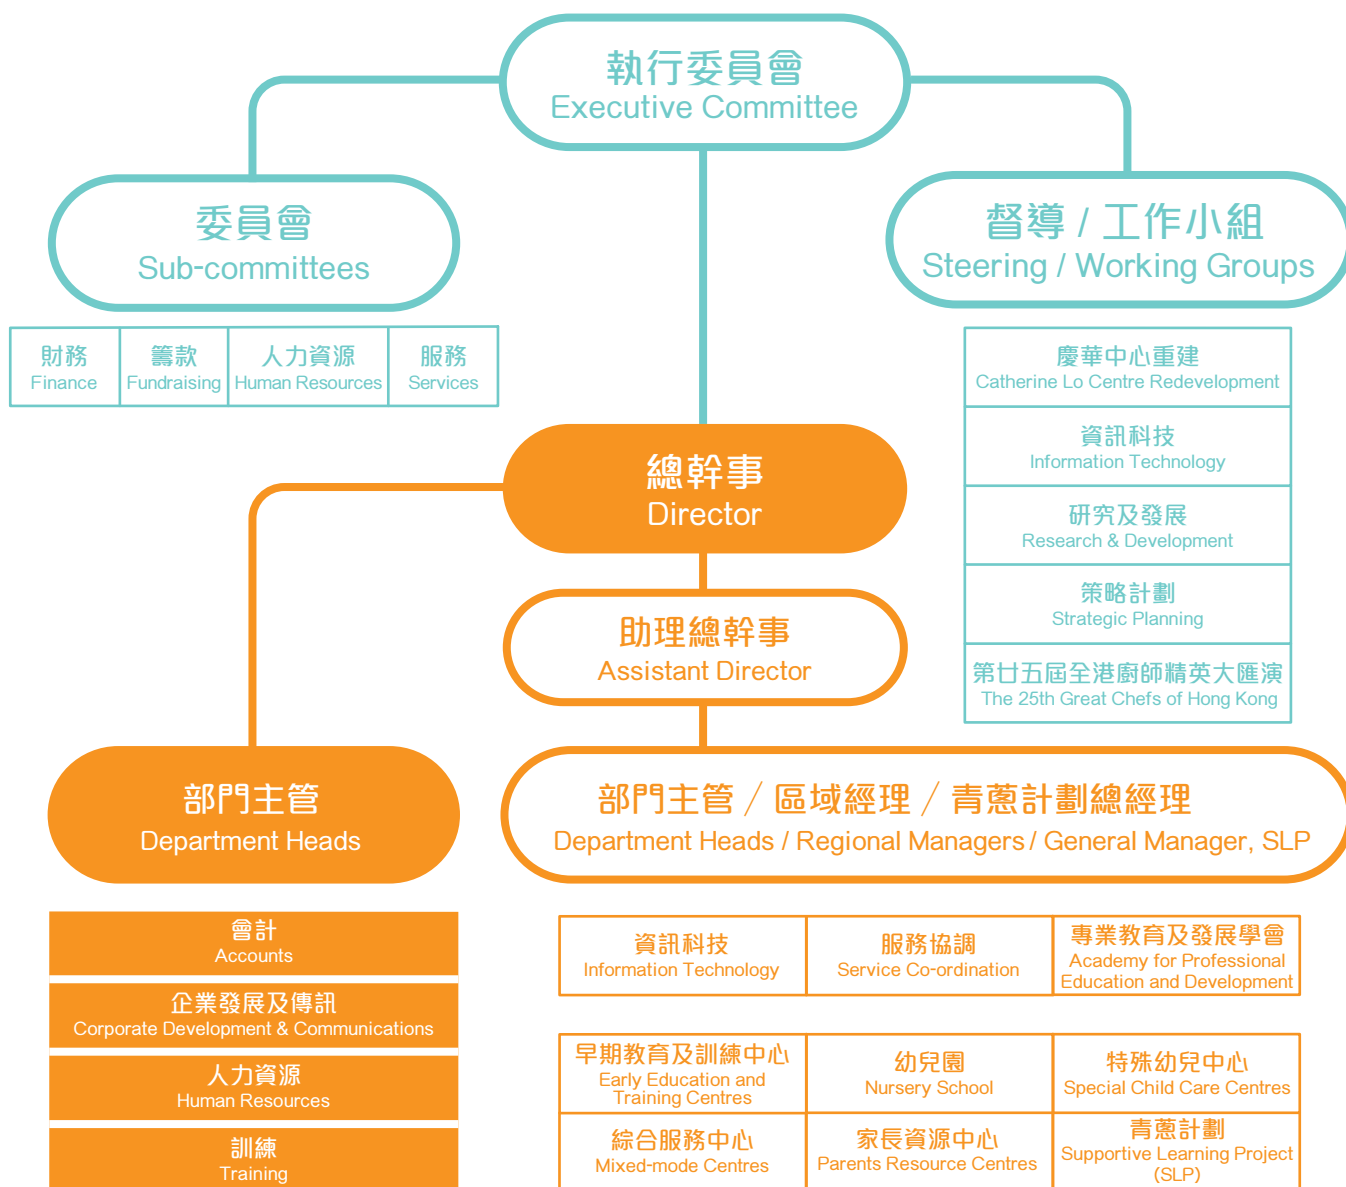 執行委員會
Executive Committee
委員會
Sub-committees
督導 / 工作小組
Steering / Working Groups
財務
Finance
籌款
Fundraising
人力資源
Human Resources
服務
Services
慶華中心重建
Catherine Lo Centre Redevelopment
資訊科技
Information Technology
研究及發展
Research & Development
策略計劃
Strategic Planning
第廿五屆全港廚師精英大匯演
The 25th Great Chefs of Hong Kong
總幹事
Director
助理總幹事
Assistant Director
部門主管
Department Heads
部門主管 / 區域經理 / 青蔥計劃總經理
Department Heads / Regional Managers / General Manager, SLP
會計
Accounts
企業發展及傳訊
Corporate Development & Communications
人力資源
Human Resources
訓練
Training
資訊科技
Information Technology
服務協調
Service Co-ordination
專業教育及發展學會
Academy for Professional
Education and Development
早期教育及訓練中心
Early Education and
Training Centres
幼兒園
Nursery School
特殊幼兒中心
Special Child Care Centres
綜合服務中心
Mixed-mode Centres
家長資源中心
Parents Resource Centres
青蔥計劃
Supportive Learning Project
(SLP)